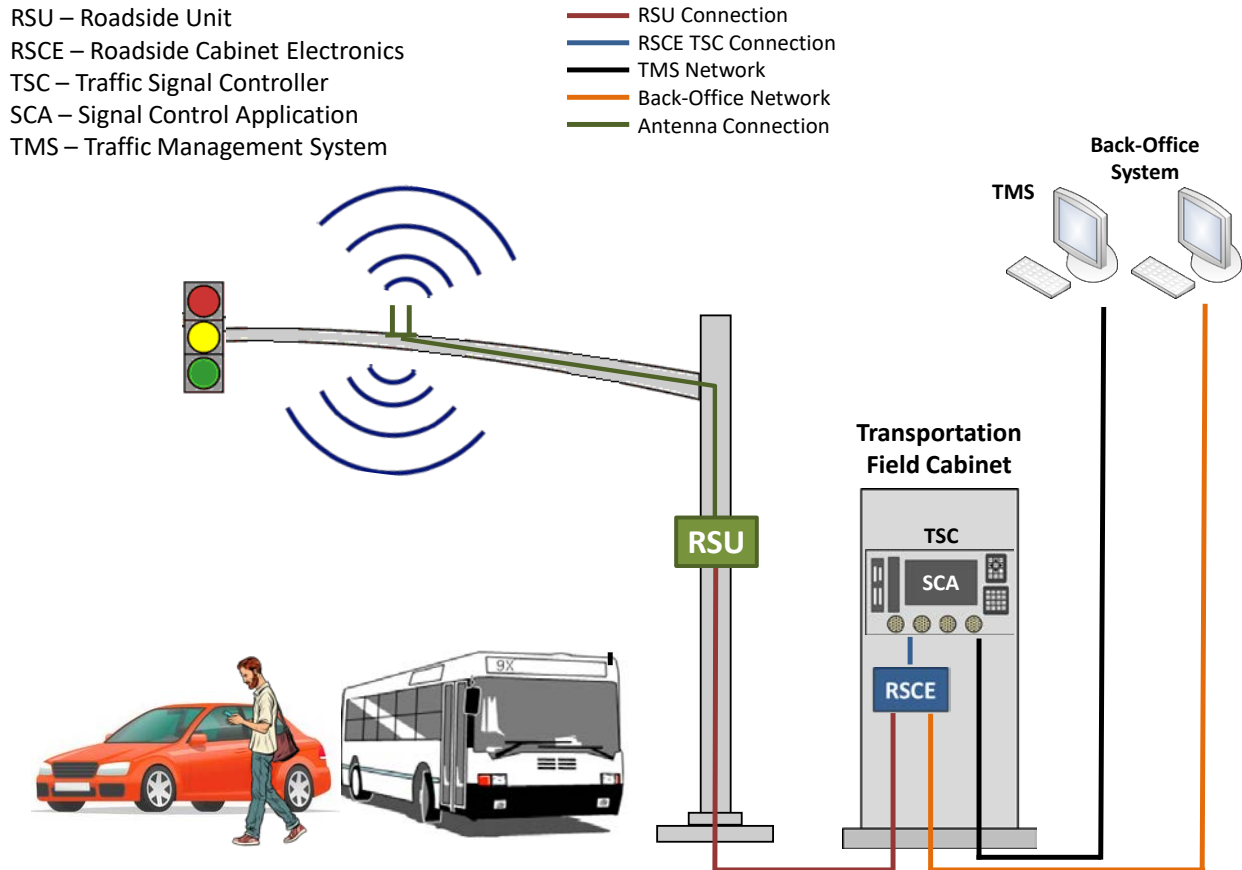 RSU – Roadside Unit
RSCE – Roadside Cabinet Electronics
TSC – Traffic Signal Controller
SCA – Signal Control Application
TMS – Traffic Management System
RSU Connection
RSCE TSC Connection
TMS Network
Back-Office Network
Antenna Connection
Back-Office
System
TMS
Transportation
Field Cabinet
RSU
TSC
SCA
RSCE
9X